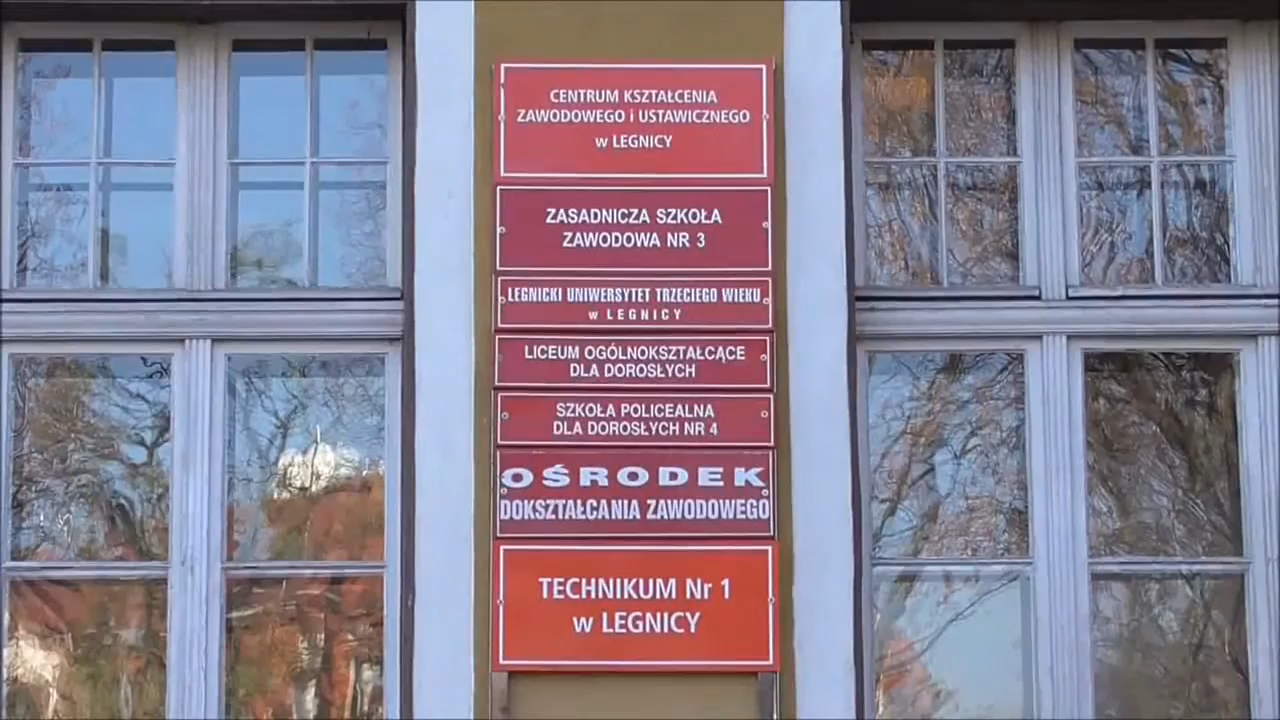 CENTRUM KSZTAŁCENIA
ZAWODOWEGO i USTAWICZNEGO
w LEGNICY
ZASADNICZA SZKOŁA
ZAWODOWA NR 3
LEGNICKI UNIWERSYTET TRZECIEGO WIEKU
w LEGNICY
LICEUM OGÓLNOKSZTAŁCĄCE
DLA DOROSŁYCH
SZKOŁA POLICEALNA
DLA DOROSŁYCH NR 4
OŚRODEK
DOKSZTAŁCANIA ZAWODOWEGO
TECHNIKUM Nr 1
w LEGNICY